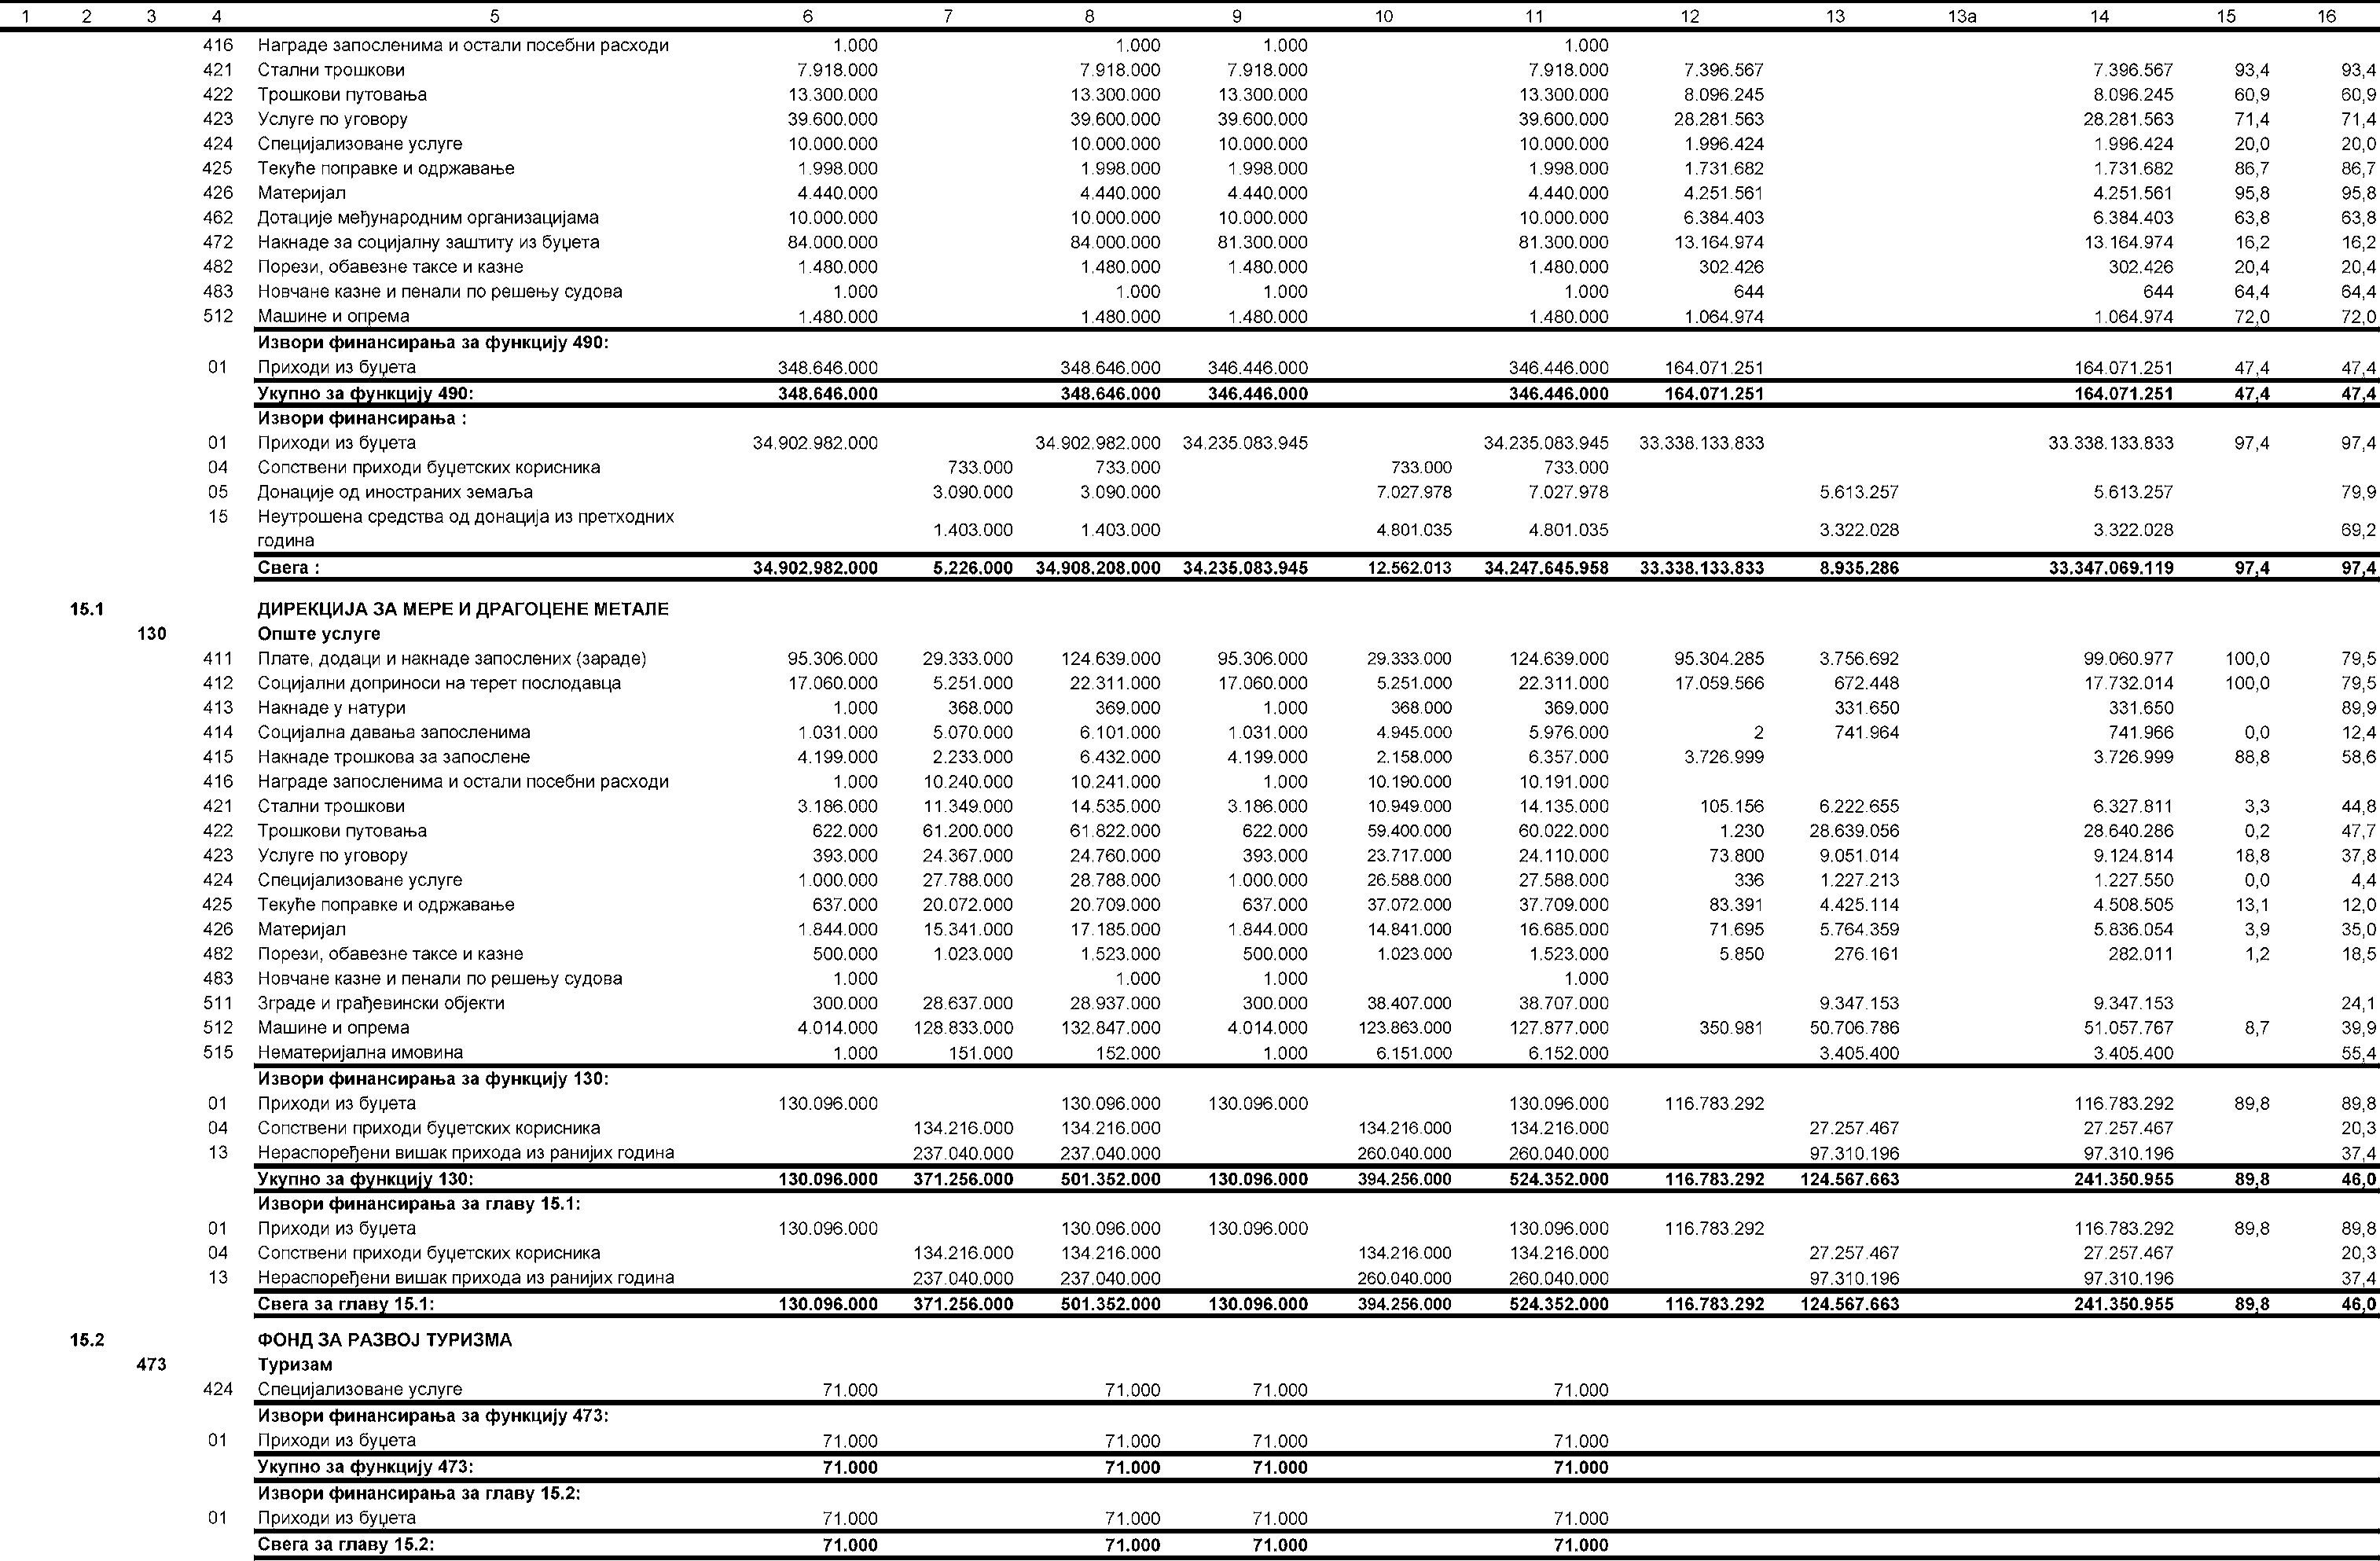 1 2 3 4 5 6 7 8 9 10 11 12 13 13a 14 15 16
416 Награде запосленима и остали посебни расходи 1.000 1.000 1.000 1.000
421 Стални трошкови 7.918.000 7.918.000 7.918.000 7.918.000 7.396.567 7.396.567 93,4 93,4
422 Трошкови путовања 13.300.000 13.300.000 13.300.000 13.300.000 8.096.245 8.096.245 60,9 60,9
423 Услуге по уговору 39.600.000 39.600.000 39.600.000 39.600.000 28.281.563 28.281.563 71,4 71,4
424 Специјализоване услуге 10.000.000 10.000.000 10.000.000 10.000.000 1.996.424 1.996.424 20,0 20,0
425 Текуће поправке и одржавање 1.998.000 1.998.000 1.998.000 1.998.000 1.731.682 1.731.682 86,7 86,7
426 Материјал 4.440.000 4.440.000 4.440.000 4.440.000 4.251.561 4.251.561 95,8 95,8
462 Дотације међународним организацијама 10.000.000 10.000.000 10.000.000 10.000.000 6.384.403 6.384.403 63,8 63,8
472 Накнаде за социјалну заштиту из буџета 84.000.000 84.000.000 81.300.000 81.300.000 13.164.974 13.164.974 16,2 16,2
482 Порези, обавезне таксе и казне 1.480.000 1.480.000 1.480.000 1.480.000 302.426 302.426 20,4 20,4
483 Новчане казне и пенали по решењу судова 1.000 1.000 1.000 1.000 644 644 64,4 64,4
512 Машине и опрема 1.480.000 1.480.000 1.480.000 1.480.000 1.064.974 1.064.974 72,0 72,0
Извори финансирања за функцију 490:
01 Приходи из буџета 348.646.000 348.646.000 346.446.000 346.446.000 164.071.251 164.071.251 47,4 47,4
Укупно за функцију 490: 348.646.000 348.646.000 346.446.000 346.446.000 164.071.251 164.071.251 47,4 47,4
Извори финансирања :
01 Приходи из буџета 34.902.982.000 34.902.982.000 34.235.083.945 34.235.083.945 33.338.133.833 33.338.133.833 97,4 97,4
04 Сопствени приходи буџетских корисника 733.000 733.000 733.000 733.000
05 Донације од иностраних земаља 3.090.000 3.090.000 7.027.978 7.027.978 5.613.257 5.613.257 79,9
15 Неутрошена средства од донација из претходних
година 1.403.000 1.403.000 4.801.035 4.801.035 3.322.028 3.322.028 69,2
Свега : 34.902.982.000 5.226.000 34.908.208.000 34.235.083.945 12.562.013 34.247.645.958 33.338.133.833 8.935.286 33.347.069.119 97,4 97,4
15.1 ДИРЕКЦИЈА ЗА МЕРЕ И ДРАГОЦЕНЕ МЕТАЛЕ
130 Опште услуге
411 Плате, додаци и накнаде запослених (зараде) 95.306.000 29.333.000 124.639.000 95.306.000 29.333.000 124.639.000 95.304.285 3.756.692 99.060.977 100,0 79,5
412 Социјални доприноси на терет послодавца 17.060.000 5.251.000 22.311.000 17.060.000 5.251.000 22.311.000 17.059.566 672.448 17.732.014 100,0 79,5
413 Накнаде у натури 1.000 368.000 369.000 1.000 368.000 369.000 331.650 331.650 89,9
414 Социјална давања запосленима 1.031.000 5.070.000 6.101.000 1.031.000 4.945.000 5.976.000 2 741.964 741.966 0,0 12,4
415 Накнаде трошкова за запослене 4.199.000 2.233.000 6.432.000 4.199.000 2.158.000 6.357.000 3.726.999 3.726.999 88,8 58,6
416 Награде запосленима и остали посебни расходи 1.000 10.240.000 10.241.000 1.000 10.190.000 10.191.000
421 Стални трошкови 3.186.000 11.349.000 14.535.000 3.186.000 10.949.000 14.135.000 105.156 6.222.655 6.327.811 3,3 44,8
422 Трошкови путовања 622.000 61.200.000 61.822.000 622.000 59.400.000 60.022.000 1.230 28.639.056 28.640.286 0,2 47,7
423 Услуге по уговору 393.000 24.367.000 24.760.000 393.000 23.717.000 24.110.000 73.800 9.051.014 9.124.814 18,8 37,8
424 Специјализоване услуге 1.000.000 27.788.000 28.788.000 1.000.000 26.588.000 27.588.000 336 1.227.213 1.227.550 0,0 4,4
425 Текуће поправке и одржавање 637.000 20.072.000 20.709.000 637.000 37.072.000 37.709.000 83.391 4.425.114 4.508.505 13,1 12,0
426 Материјал 1.844.000 15.341.000 17.185.000 1.844.000 14.841.000 16.685.000 71.695 5.764.359 5.836.054 3,9 35,0
482 Порези, обавезне таксе и казне 500.000 1.023.000 1.523.000 500.000 1.023.000 1.523.000 5.850 276.161 282.011 1,2 18,5
483 Новчане казне и пенали по решењу судова 1.000 1.000 1.000 1.000
511 Зграде и грађевински објекти 300.000 28.637.000 28.937.000 300.000 38.407.000 38.707.000 9.347.153 9.347.153 24,1
512 Машине и опрема 4.014.000 128.833.000 132.847.000 4.014.000 123.863.000 127.877.000 350.981 50.706.786 51.057.767 8,7 39,9
515 Нематеријална имовина 1.000 151.000 152.000 1.000 6.151.000 6.152.000 3.405.400 3.405.400 55,4
Извори финансирања за функцију 130:
01 Приходи из буџета 130.096.000 130.096.000 130.096.000 130.096.000 116.783.292 116.783.292 89,8 89,8
04 Сопствени приходи буџетских корисника 134.216.000 134.216.000 134.216.000 134.216.000 27.257.467 27.257.467 20,3
13 Нераспоређени вишак прихода из ранијих година 237.040.000 237.040.000 260.040.000 260.040.000 97.310.196 97.310.196 37,4
Укупно за функцију 130: 130.096.000 371.256.000 501.352.000 130.096.000 394.256.000 524.352.000 116.783.292 124.567.663 241.350.955 89,8 46,0
Извори финансирања за главу 15.1:
01 Приходи из буџета 130.096.000 130.096.000 130.096.000 130.096.000 116.783.292 116.783.292 89,8 89,8
04 Сопствени приходи буџетских корисника 134.216.000 134.216.000 134.216.000 134.216.000 27.257.467 27.257.467 20,3
13 Нераспоређени вишак прихода из ранијих година 237.040.000 237.040.000 260.040.000 260.040.000 97.310.196 97.310.196 37,4
Свега за главу 15.1: 130.096.000 371.256.000 501.352.000 130.096.000 394.256.000 524.352.000 116.783.292 124.567.663 241.350.955 89,8 46,0
15.2 ФОНД ЗА РАЗВОЈ ТУРИЗМА
473 Туризам
424 Специјализоване услуге 71.000 71.000 71.000 71.000
Извори финансирања за функцију 473:
01 Приходи из буџета 71.000 71.000 71.000 71.000
Укупно за функцију 473: 71.000 71.000 71.000 71.000
Извори финансирања за главу 15.2:
01 Приходи из буџета 71.000 71.000 71.000 71.000
Свега за главу 15.2: 71.000 71.000 71.000 71.000